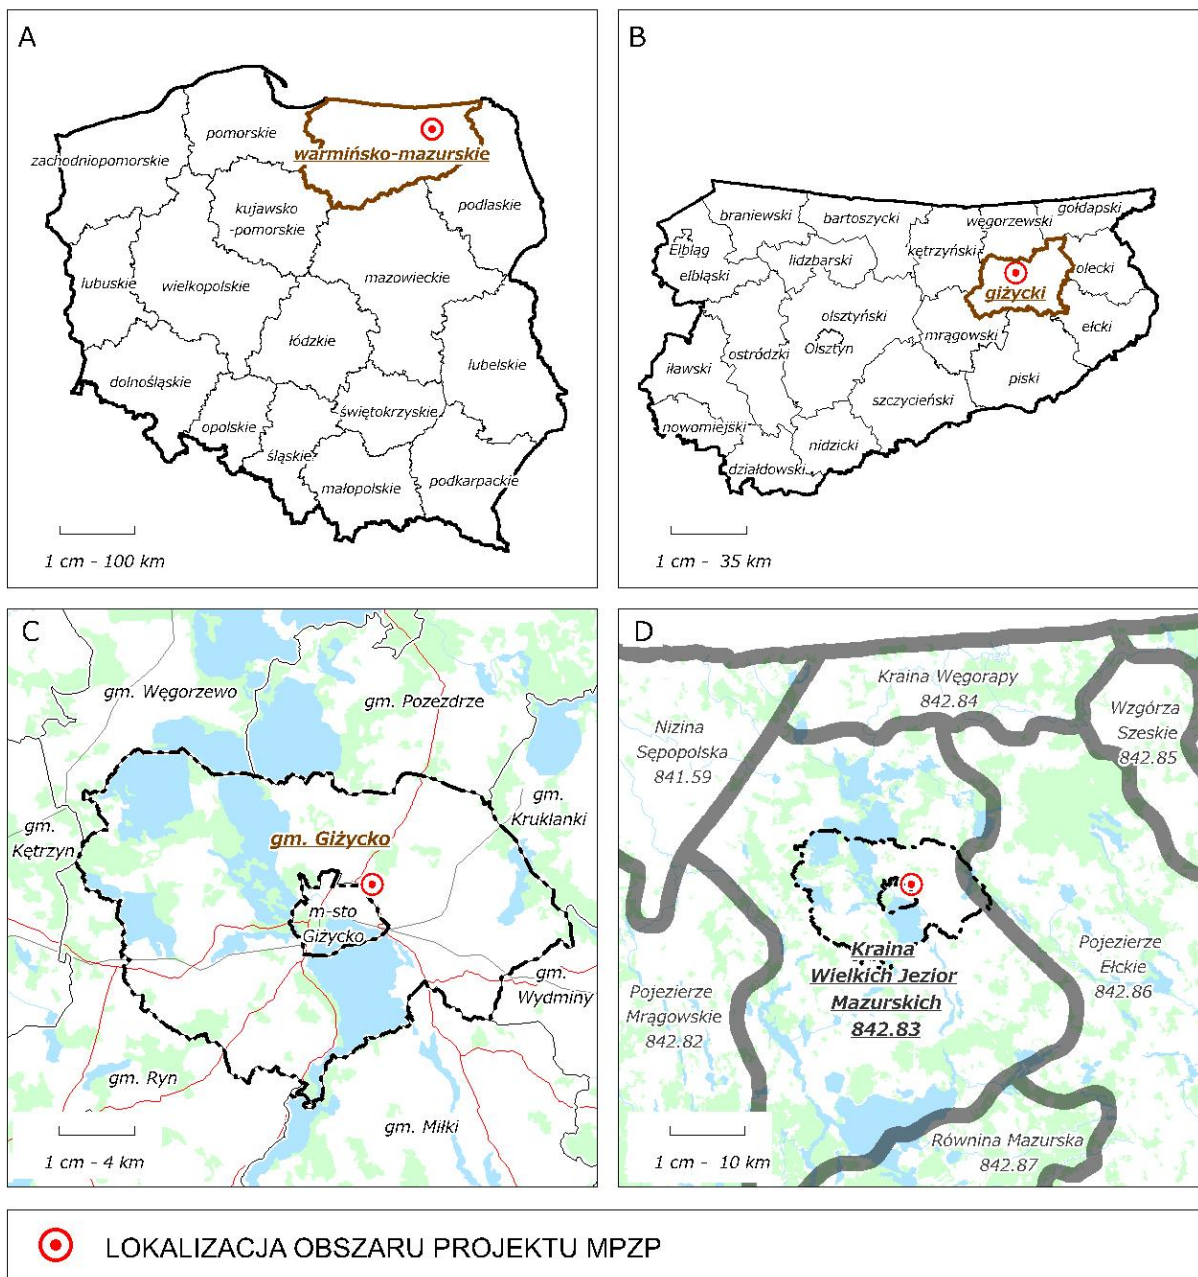 A
pomorskie
zachodniopomorskie
warmińsko-mazurskie
kujawsko
-pomorskie
podlaskie
lubuskie
wielkopolskie
mazowieckie
łódzkie
lubelskie
dolnośląskie
opolskie
świętokrzyskie
śląskie
małopolskie
podkarpackie
1 cm - 100 km
B
braniewski
bartoszycki
węgorzewski
gołdapski
Elbląg
elbląski
lidzbarski
kętrzyński
olecki
giżycki
olsztyński
Olsztyn
mrągowski
ełcki
ostródzki
iławski
szczycieński
piski
nowomiejski
nidzicki
działdowski
1 cm - 35 km
C
gm. Węgorzewo
gm. Pozezdrze
gm.
Kruklanki
gm.
Kętrzyn
gm. Giżycko
m-sto
Giżycko
gm.
Wydminy
gm. Ryn
gm. Miłki
1 cm - 4 km
D
Kraina Węgorapy
842.84
Nizina
Sępopolska
841.59
Wzgórza
Szeskie
842.85
Kraina
Wielkich Jezior
Mazurskich
842.83
Pojezierze
Ełckie
842.86
Pojezierze
Mrągowskie
842.82
Równina Mazurska
842.87
1 cm - 10 km
LOKALIZACJA OBSZARU PROJEKTU MPZP